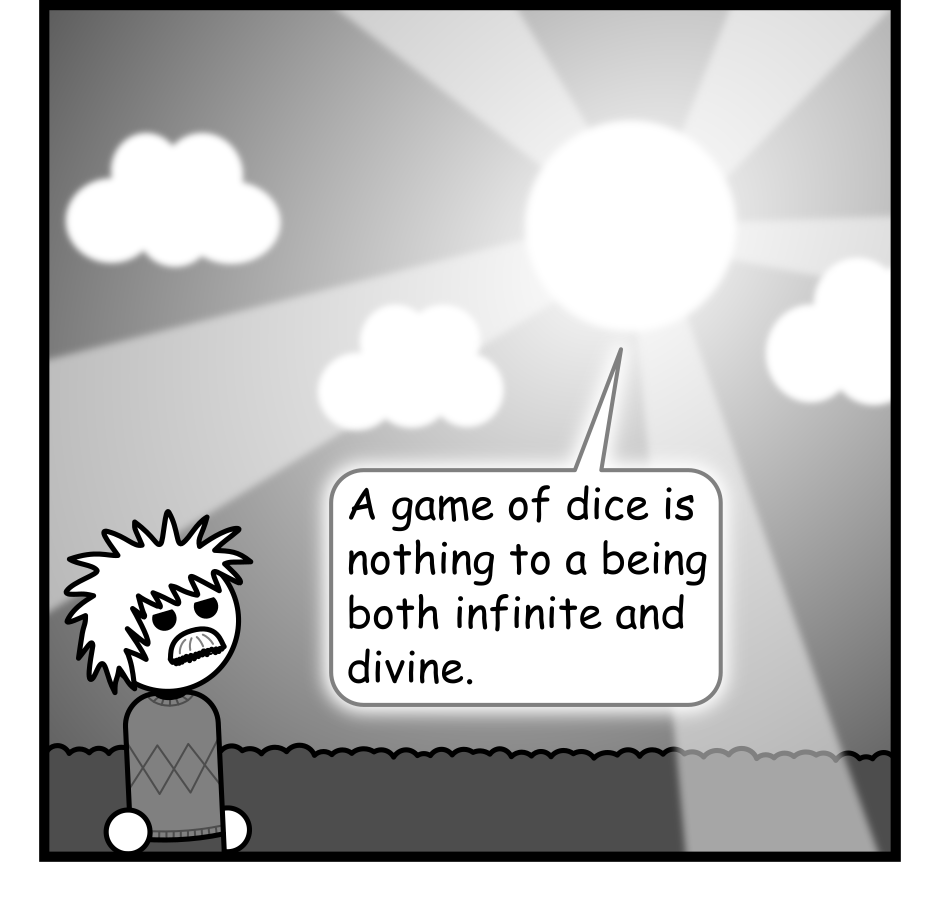 A game of dice is
nothing to a being
both infinite and
divine.